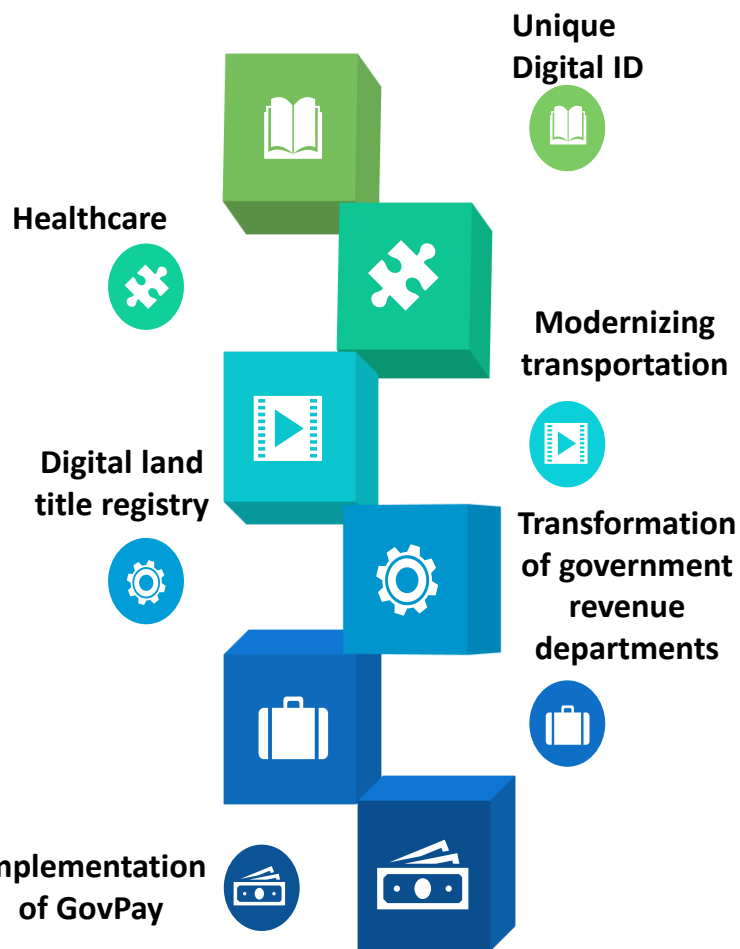 Unique
Digital ID
Healthcare
Modernizing
transportation
Digital land
title registry
Transformation
of government
revenue
departments
mplementation
of GovPay